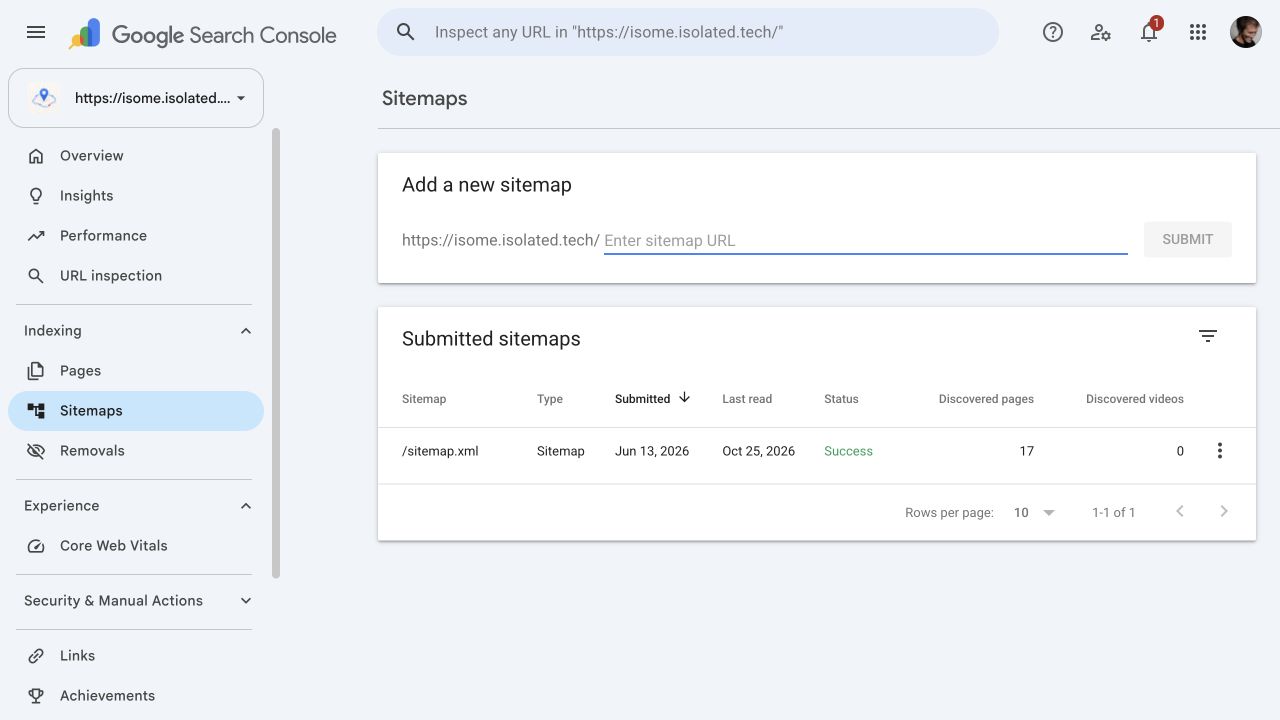 Google Search Console
Inspect any URL in "https://isome.isolated.tech/"
1
https://isome.isolated....
Overview
Insights
Performance
URL inspection
Indexing
Pages
Sitemaps
Removals
Experience
Core Web Vitals
Security & Manual Actions
Links
Achievements
Sitemaps
Add a new sitemap
https://isome.isolated.tech/ Enter sitemap URL SUBMIT
Submitted sitemaps
Sitemap Type Submitted Last read Status Discovered pages Discovered videos
/sitemap.xml Sitemap Jun 13, 2026 Oct 25, 2026 Success 17 0
Rows per page: 10 1-1 of 1